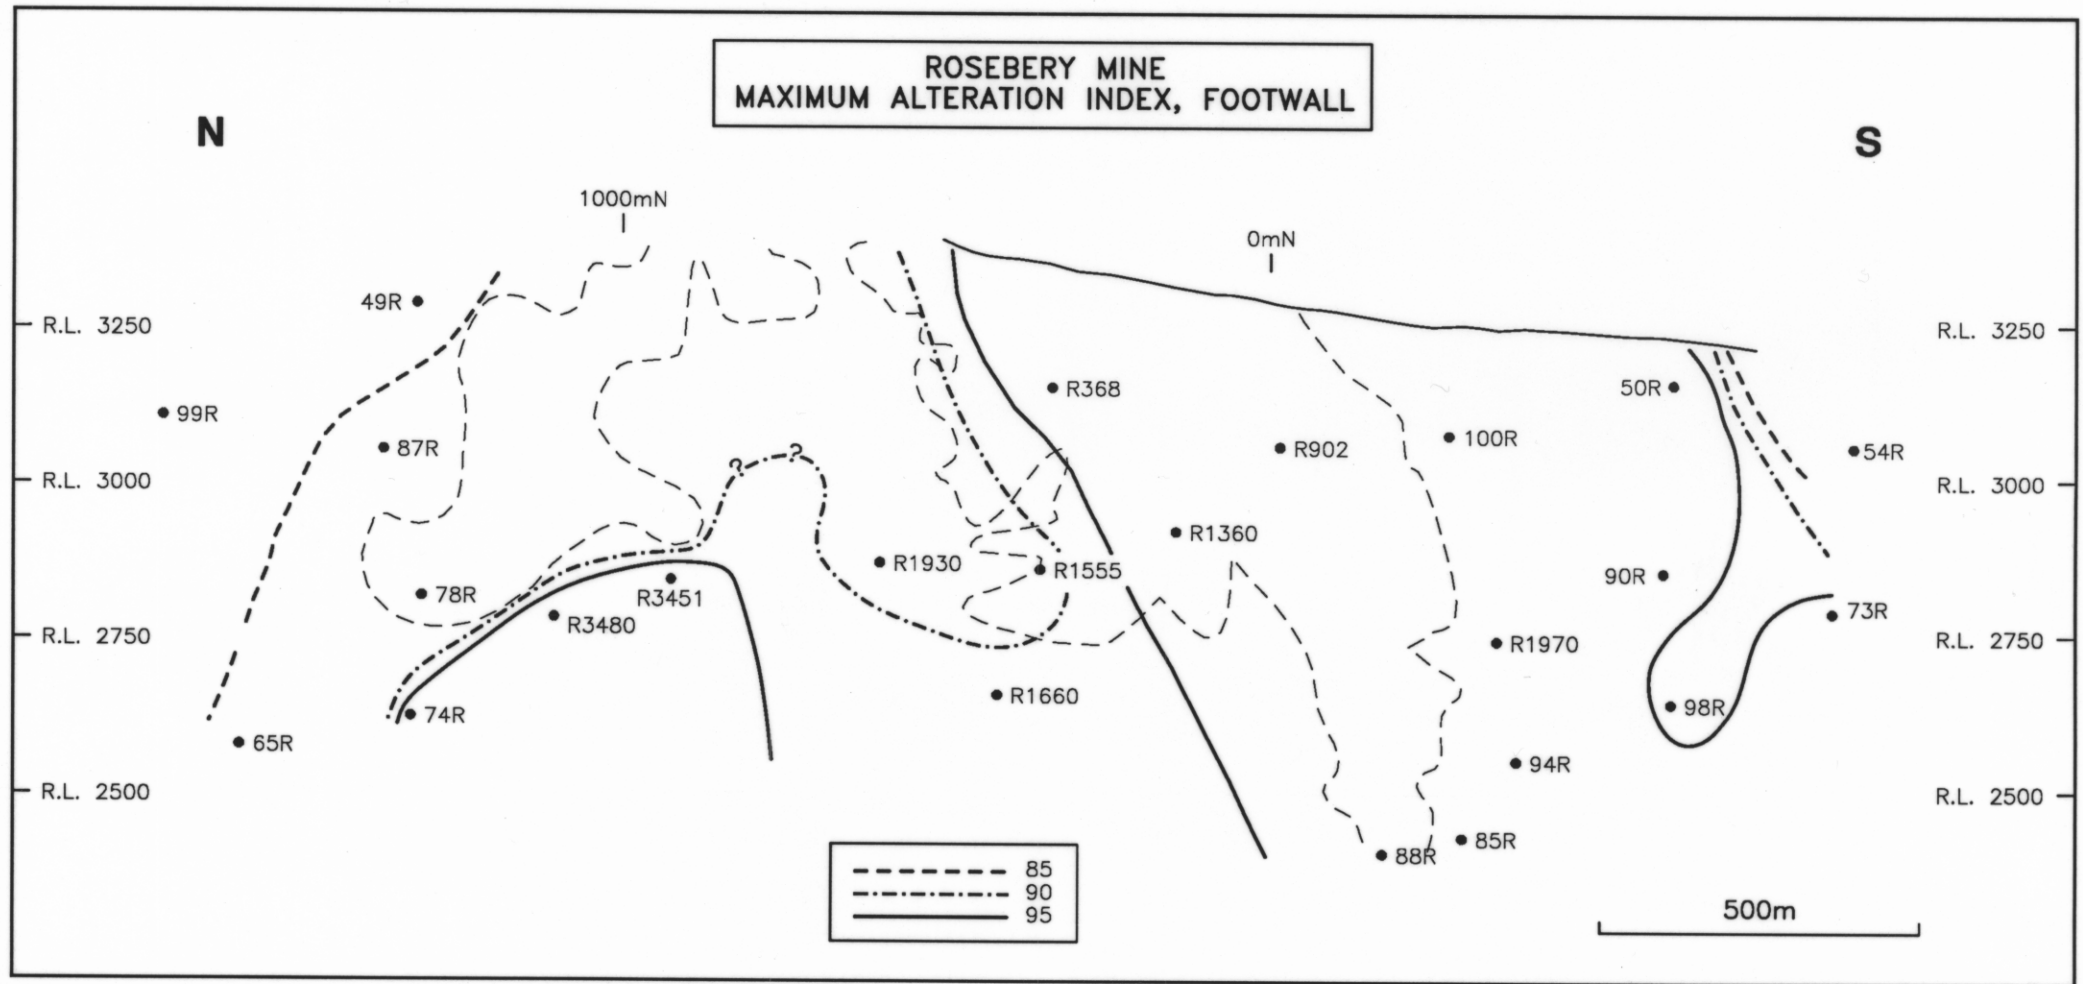 ROSEBERY MINE
MAXIMUM ALTERATION INDEX, FOOTWALL
N
S
1000mN
0mN
49R
R.L. 3250
R.L. 3250
R368
50R
99R
100R
87R
R902
54R
R.L. 3000
? ?
R.L. 3000
R1360
R1930
R1555
90R
78R
R3451
R3480
73R
R.L. 2750
R.L. 2750
R1970
R1660
98R
74R
65R
94R
R.L. 2500
R.L. 2500
85R
88R
85
90
95
500m